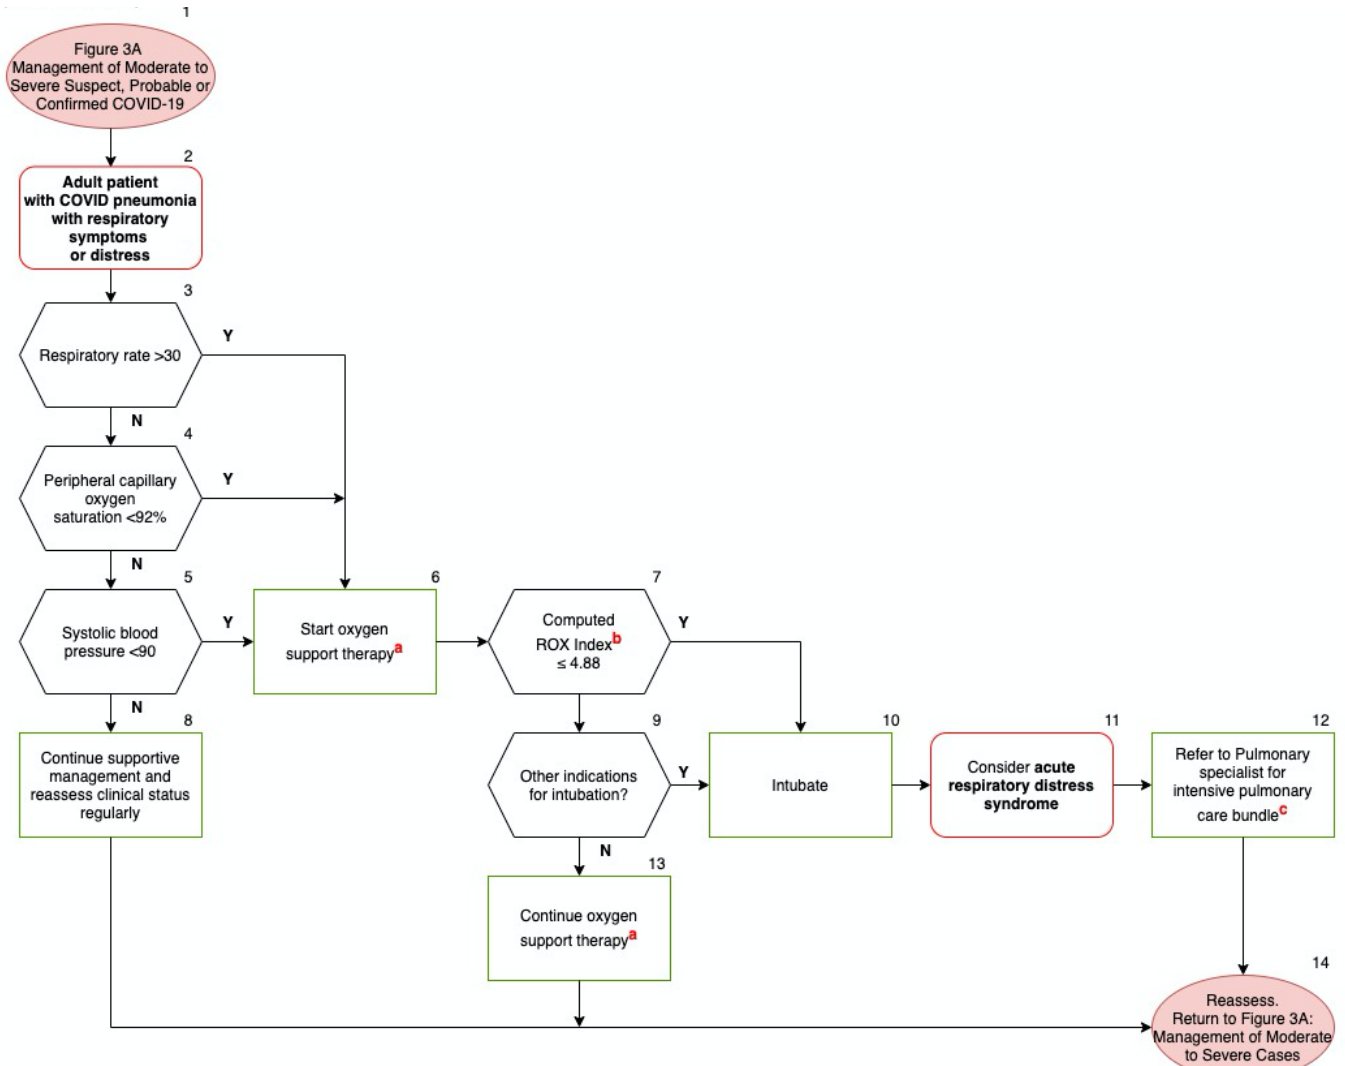 1
Figure 3A
Management of Moderate to
Severe Suspect, Probable or
Confirmed COVID-19
2
Adult patient
with COVID pneumonia
with respiratory
symptoms
or distress
3
Respiratory rate >30
Y
N
4
Peripheral capillary
oxygen
saturation <92%
Y
N
5
Systolic blood
pressure <90
Y
N
6
Start oxygen
support therapya
7
Computed
ROX Indexb
≤ 4.88
Y
8
Continue supportive
management and
reassess clinical status
regularly
9
Other indications
for intubation?
Y
N
10
Intubate
11
Consider acute
respiratory distress
syndrome
12
Refer to Pulmonary
specialist for
intensive pulmonary
care bundlec
13
Continue oxygen
support therapya
14
Reassess.
Return to Figure 3A:
Management of Moderate
to Severe Cases